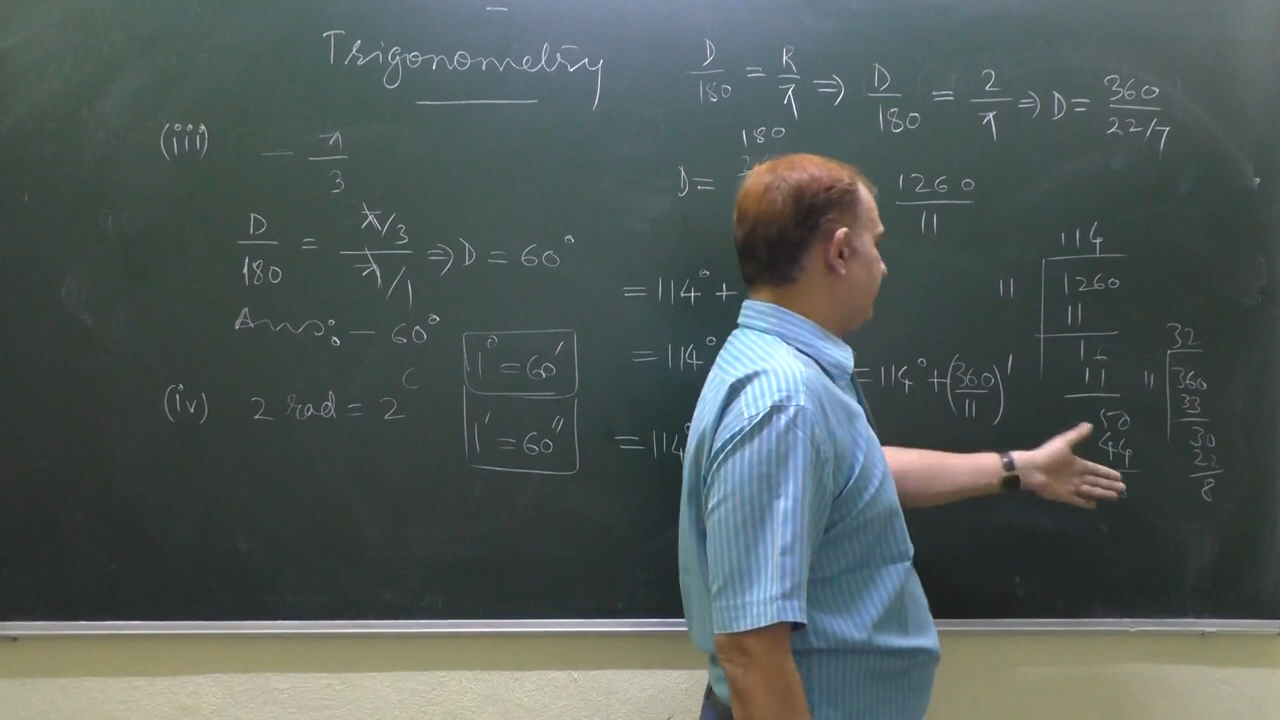 Trigonometry
(iii) − π/3
D/180 = (π/3)/(π/1) ⇒ D = 60°
Ans: − 60°
(iv) 2 rad = 2ᶜ
1° = 60′
1′ = 60″
D/180 = R/π ⇒ D/180 = 2/π ⇒ D = 360/(22/7)
D = 180
1260/11
= 114° +
= 114°
= 114° + (360/11)′
= 114°
114
11 1260
11
16
11
50
44
32
11 360
33
30
22
8